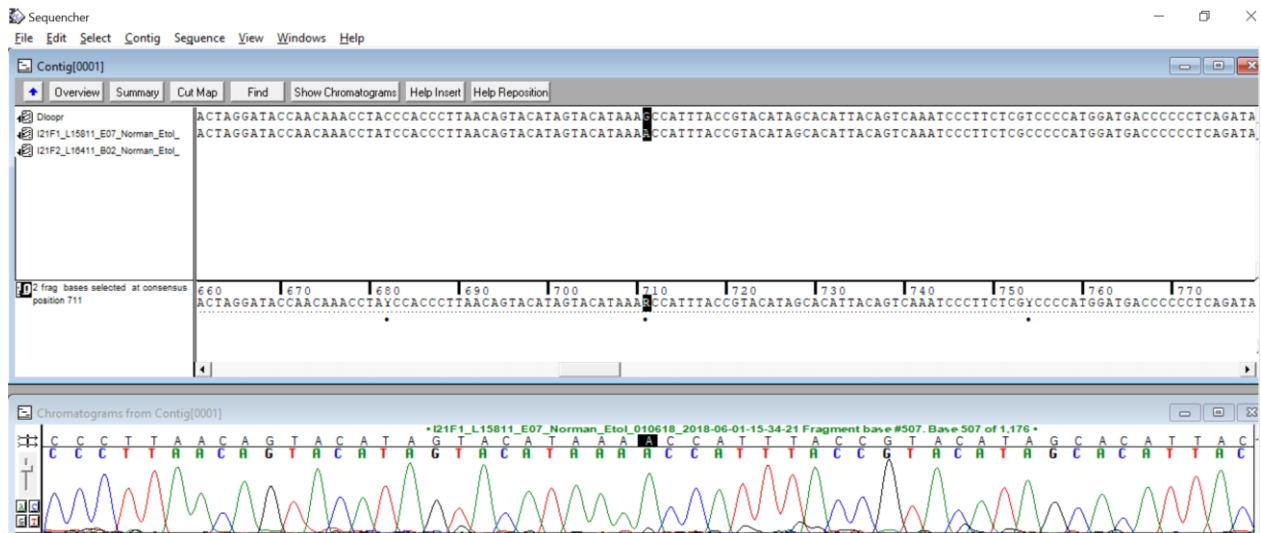 Sequencher
File Edit Select Contig Sequence View Windows Help
Contig[0001]
Overview Summary Cut Map Find Show Chromatograms Help Insert Help Reposition
Dloopr ACTAGGATACCAACAAACCTACCCACCCTTAACAGTACATAGTACATAAAGCCATTTACCGTACATAGCACATTACAGTCAAATCCCTTCTCGTCCCCATGGATGACCCCCCTCAGATA
I21F1_L15811_E07_Norman_Etol_ ACTAGGATACCAACAAACCTATCCACCCTTAACAGTACATAGTACATAAAACCATTTACCGTACATAGCACATTACAGTCAAATCCCTTCTCGCCCCCATGGATGACCCCCCTCAGATA
I21F2_L16411_B02_Norman_Etol_
2 frag bases selected at consensus
position 711
660 670 680 690 700 710 720 730 740 750 760 770
ACTAGGATACCAACAAACCTAYCCACCCTTAACAGTACATAGTACATAAARCCATTTACCGTACATAGCACATTACAGTCAAATCCCTTCTCGYCCCCATGGATGACCCCCCTCAGATA
Chromatograms from Contig[0001]
• I21F1_L15811_E07_Norman_Etol_010618_2018-06-01-15-34-21 Fragment base #507. Base 507 of 1,176 •
C C C T T A A C A G T A C A T A G T A C A T A A A A C C A T T T A C C G T A C A T A G C A C A T T A C
C C C T T A A C A G T A C A T A G T A C A T A A A A C C A T T T A C C G T A C A T A G C A C A T T A C
A C
G T